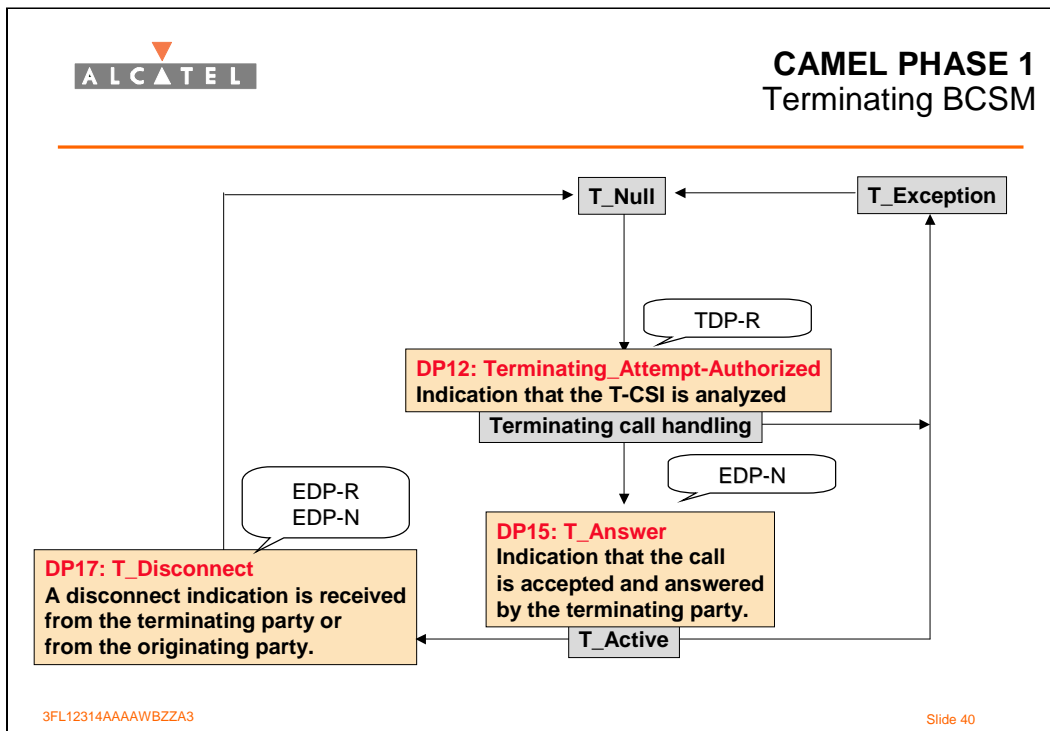 ALCATEL
CAMEL PHASE 1
Terminating BCSM
T_Null
T_Exception
TDP-R
DP12: Terminating_Attempt-Authorized
Indication that the T-CSI is analyzed
Terminating call handling
EDP-N
EDP-R
EDP-N
DP15: T_Answer
Indication that the call
is accepted and answered
by the terminating party.
DP17: T_Disconnect
A disconnect indication is received
from the terminating party or
from the originating party.
T_Active
3FL12314AAAAWBZZA3
Slide 40